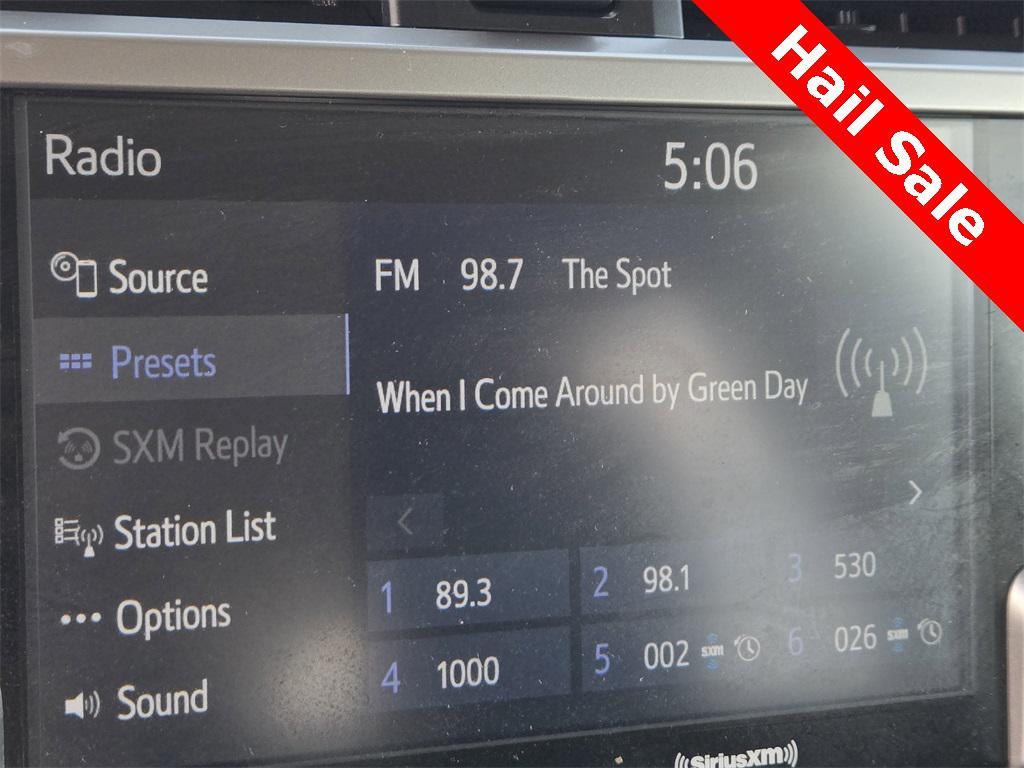 Hail Sale
Radio
5:06
Source
FM 98.7 The Spot
Presets
When I Come Around by Green Day
SXM Replay
Station List
Options
Sound
1 89.3
2 98.1
3 530
4 1000
5 002 sxm
6 026 sxm
((SiriusXM))